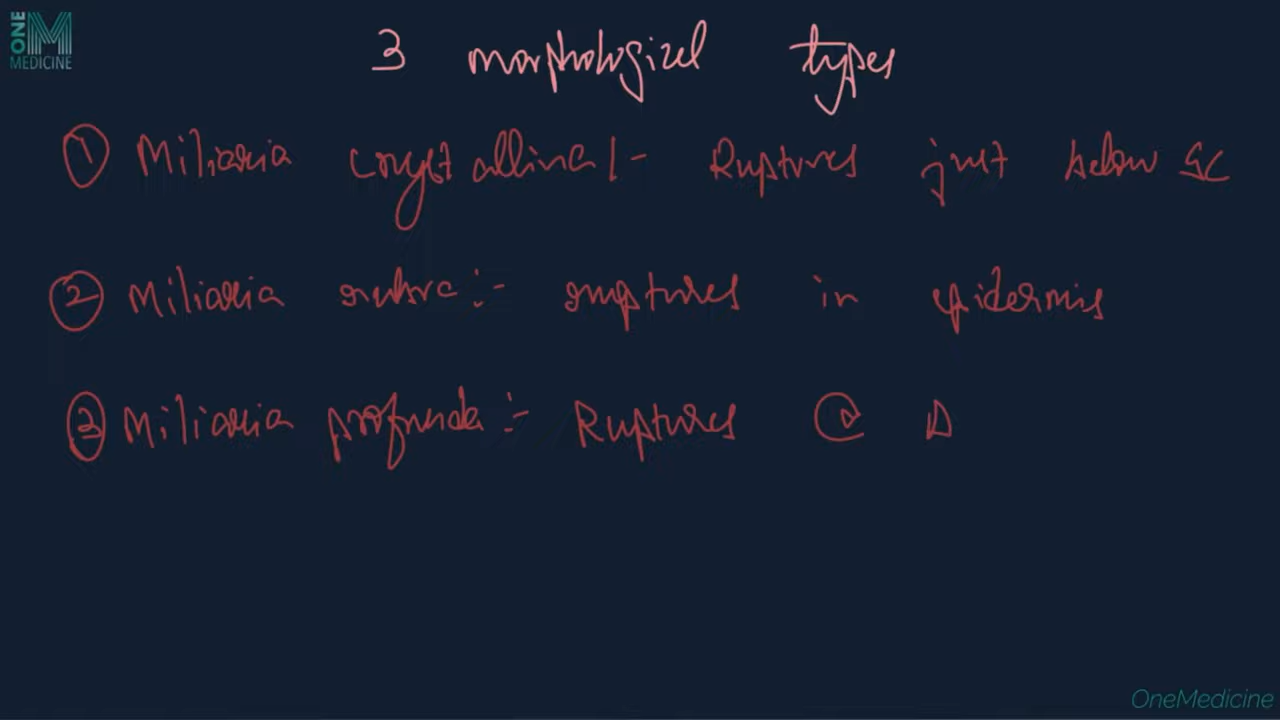 ONE
MEDICINE
3 morphological types
① Miliaria crystallina :- Ruptures just below SC
② Miliaria rubra :- ruptures in epidermis
③ Miliaria profunda :- Ruptures @ D
OneMedicine